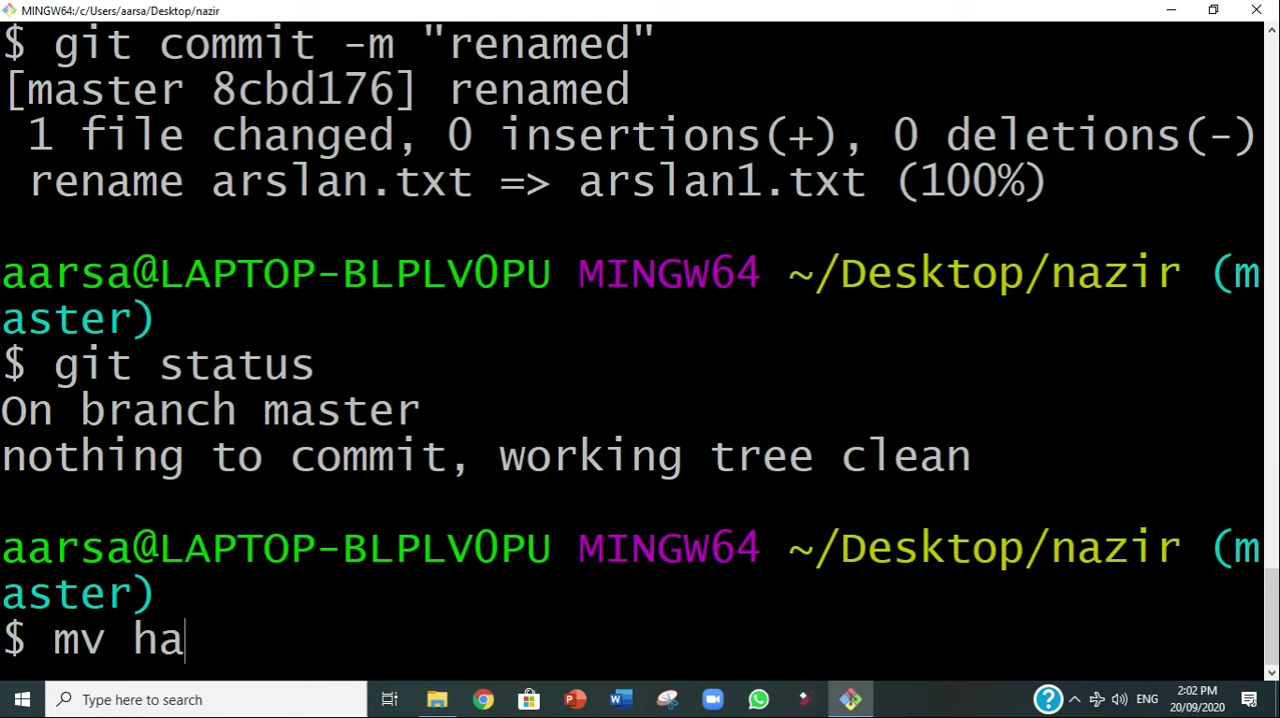 MINGW64:/c/Users/aarsa/Desktop/nazir
$ git commit -m "renamed"
[master 8cbd176] renamed
 1 file changed, 0 insertions(+), 0 deletions(-)
 rename arslan.txt => arslan1.txt (100%)
aarsa@LAPTOP-BLPLV0PU MINGW64 ~/Desktop/nazir (m
aster)
$ git status
On branch master
nothing to commit, working tree clean
aarsa@LAPTOP-BLPLV0PU MINGW64 ~/Desktop/nazir (m
aster)
$ mv ha
Type here to search
ENG
2:02 PM
20/09/2020